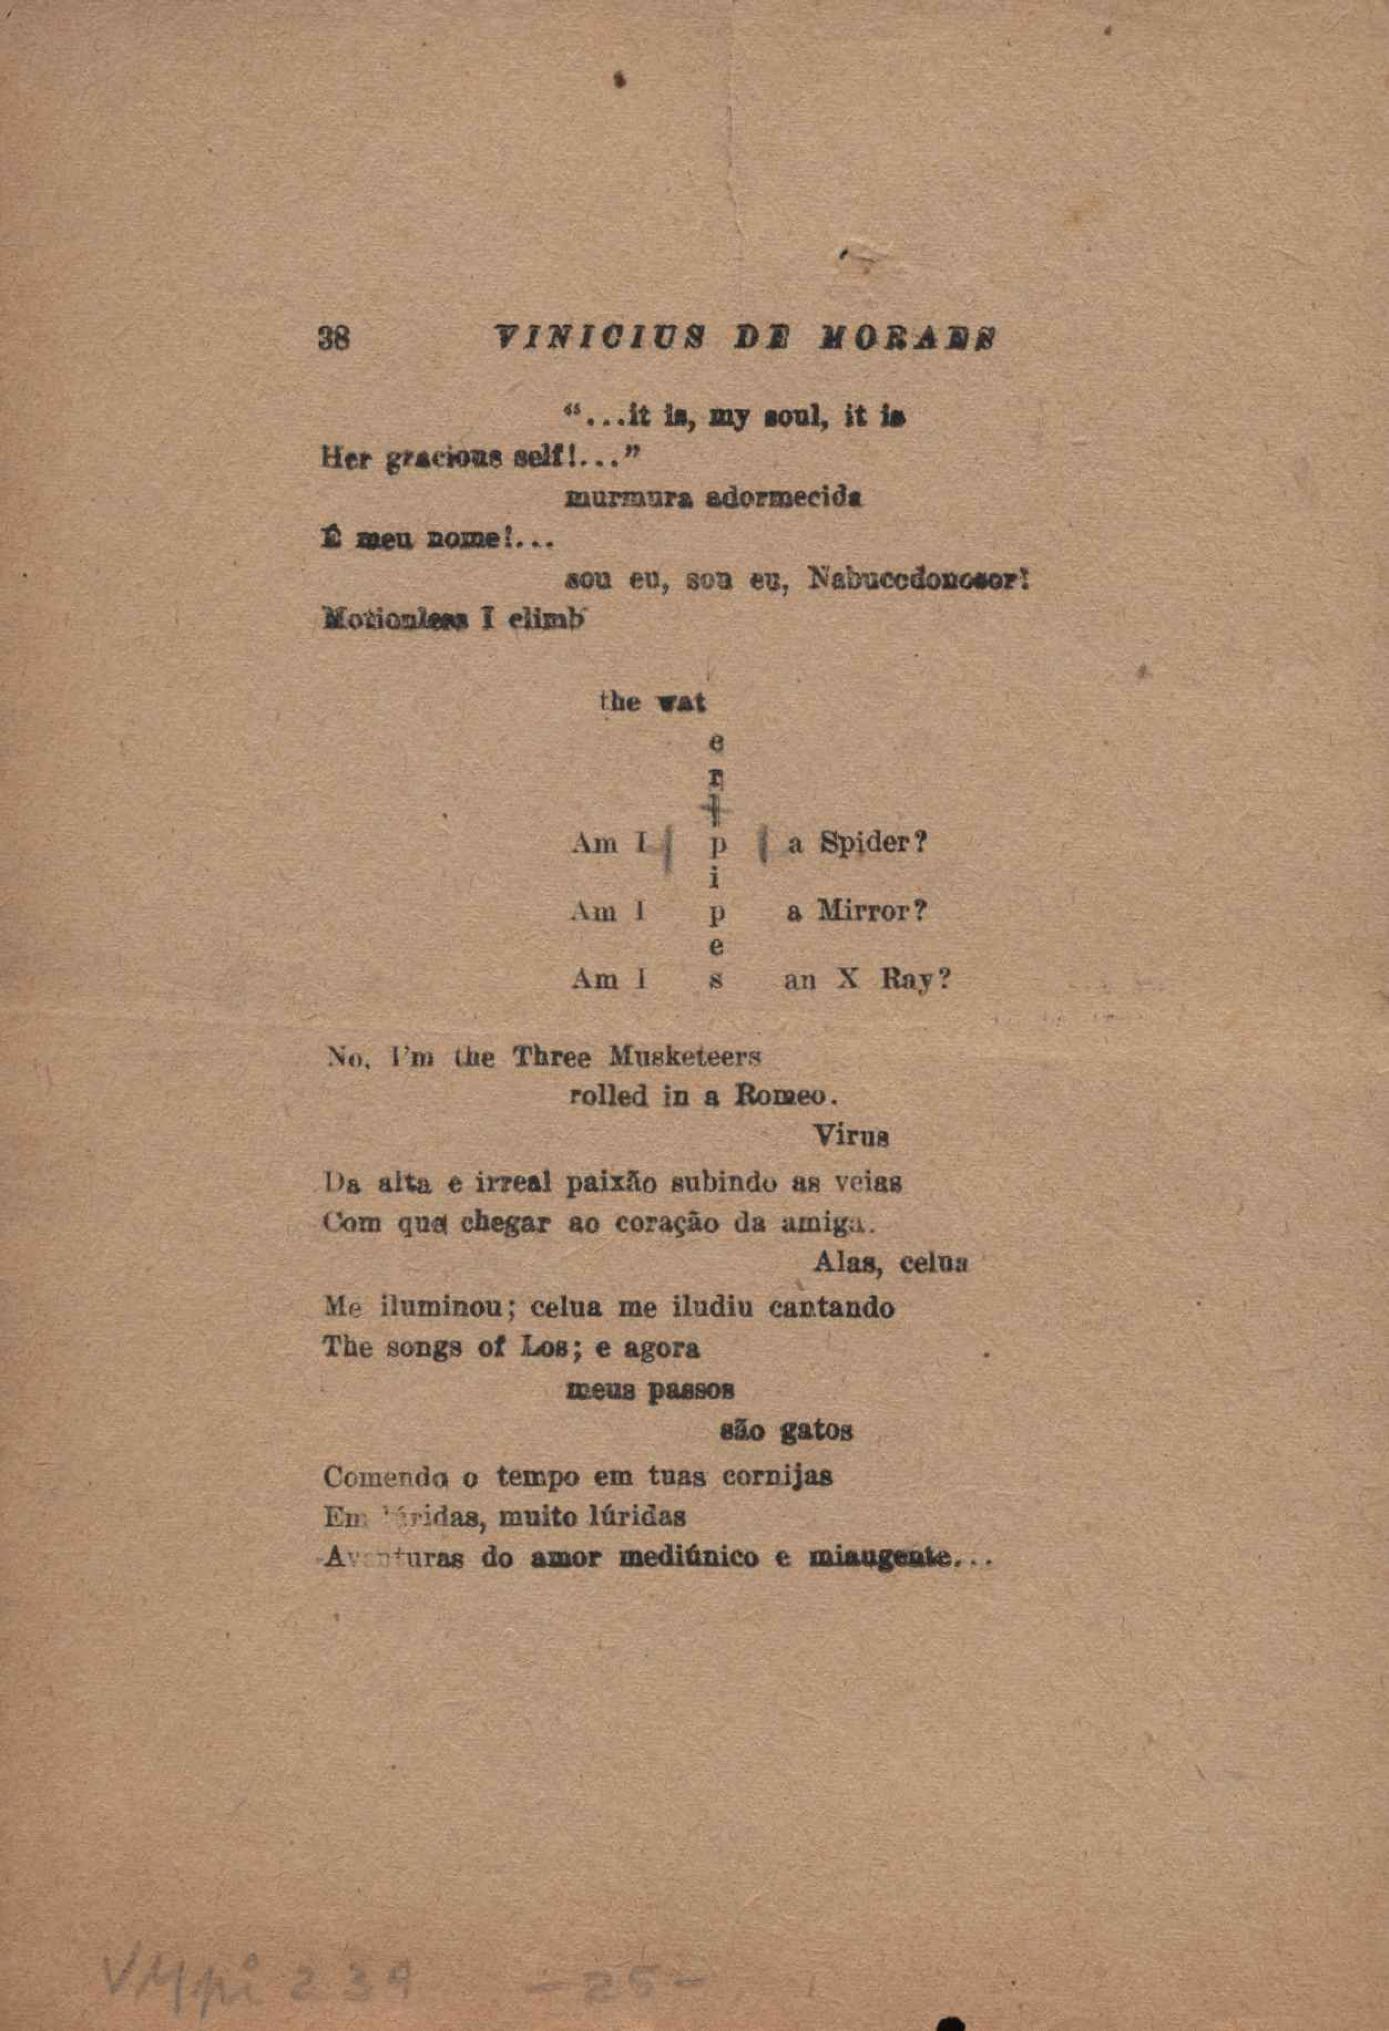 38 VINICIUS DE MORAES
“...it is, my soul, it is
Her gracious self!...”
murmura adormecida
É meu nome!...
sou eu, sou eu, Nabucodonosor!
Motionless I climb
the wat
e
r
Am I p a Spider?
i
Am I p a Mirror?
e
Am I s an X Ray?
No, I'm the Three Musketeers
rolled in a Romeo.
Vírus
Da alta e irreal paixão subindo as veias
Com que chegar ao coração da amiga.
Alas, celua
Me iluminou; celua me iludiu cantando
The songs of Los; e agora
meus passos
são gatos
Comendo o tempo em tuas cornijas
Em lúridas, muito lúridas
Aventuras do amor mediúnico e miaugente...
VMpi 239 -25-